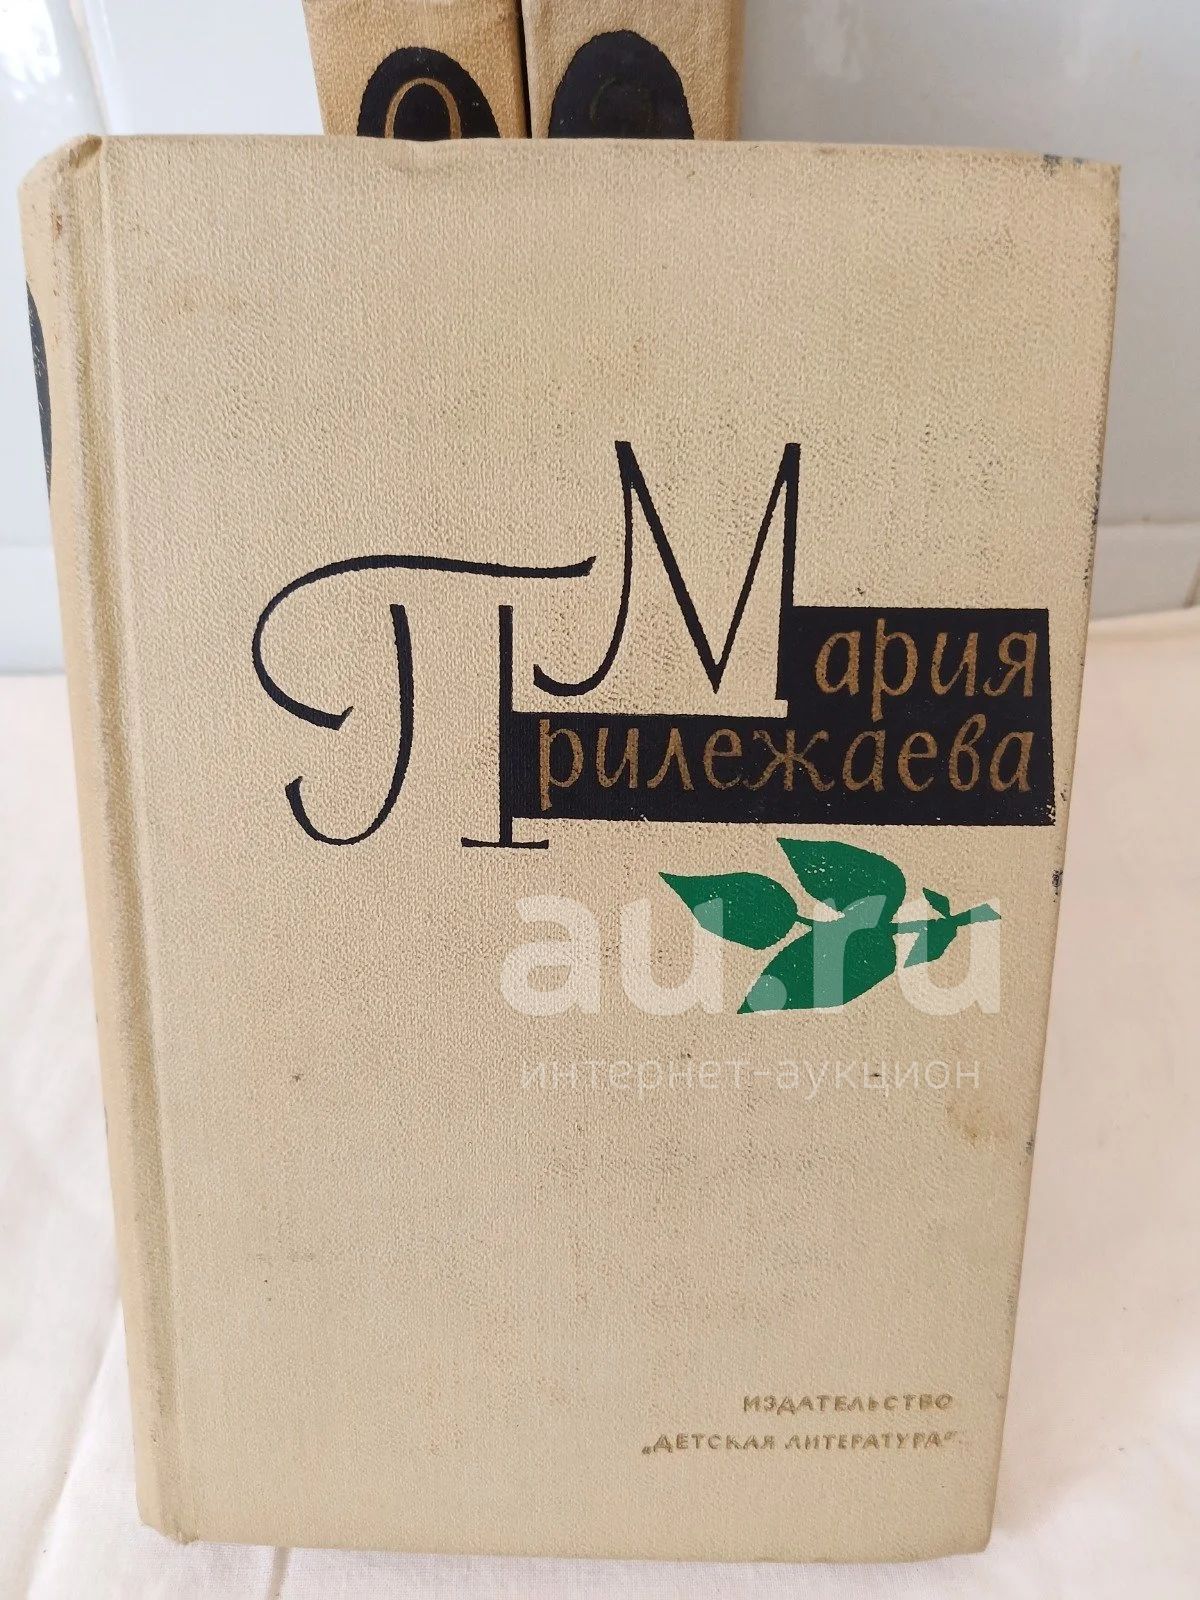 Мария
Прилежаева
au.ru
интернет-аукцион
ИЗДАТЕЛЬСТВО
„ДЕТСКАЯ ЛИТЕРАТУРА"